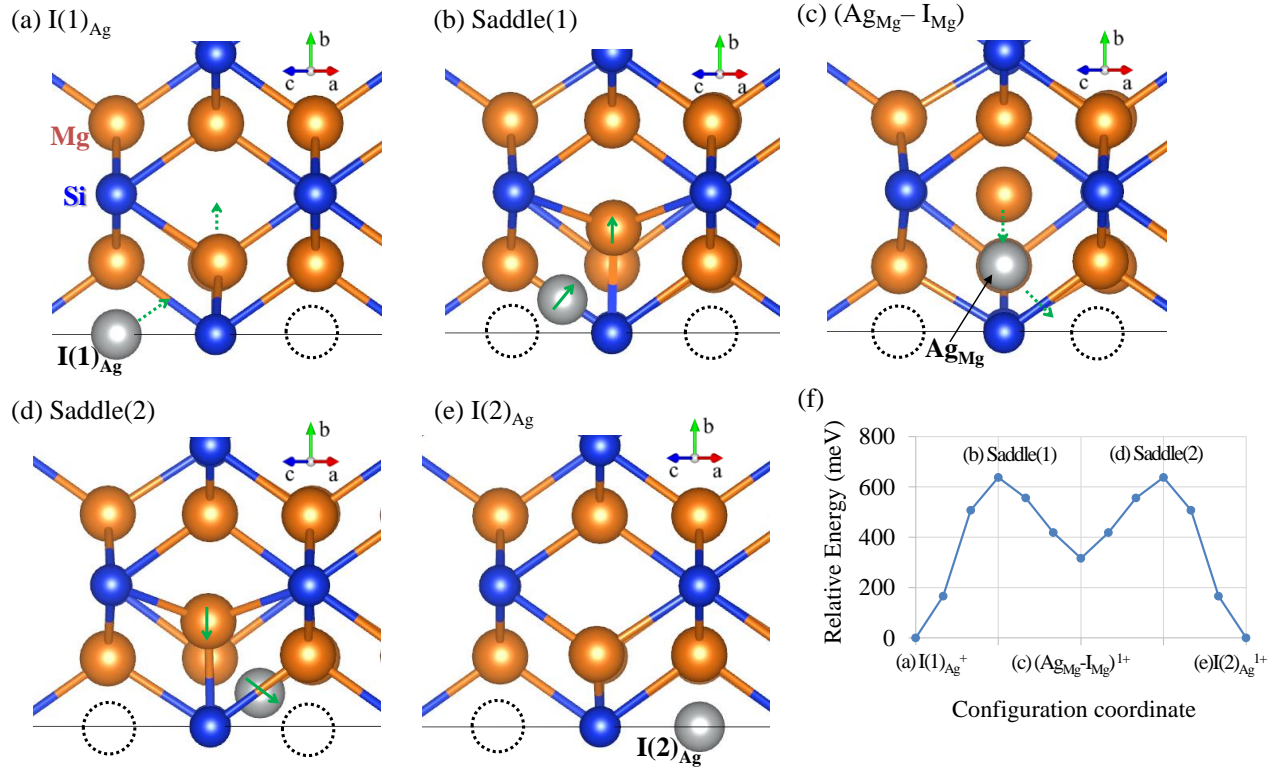 (a) I(1)Ag
(b) Saddle(1)
(c) (AgMg– IMg)
b
c
a
b
c
a
b
c
a
Mg
Si
I(1)Ag
AgMg
(d) Saddle(2)
(e) I(2)Ag
(f)
b
c
a
b
c
a
I(2)Ag
Relative Energy (meV)
800
600
400
200
0
(b) Saddle(1)
(d) Saddle(2)
(a) I(1)Ag+
(c) (AgMg-IMg)1+
(e)I(2)Ag1+
Configuration coordinate